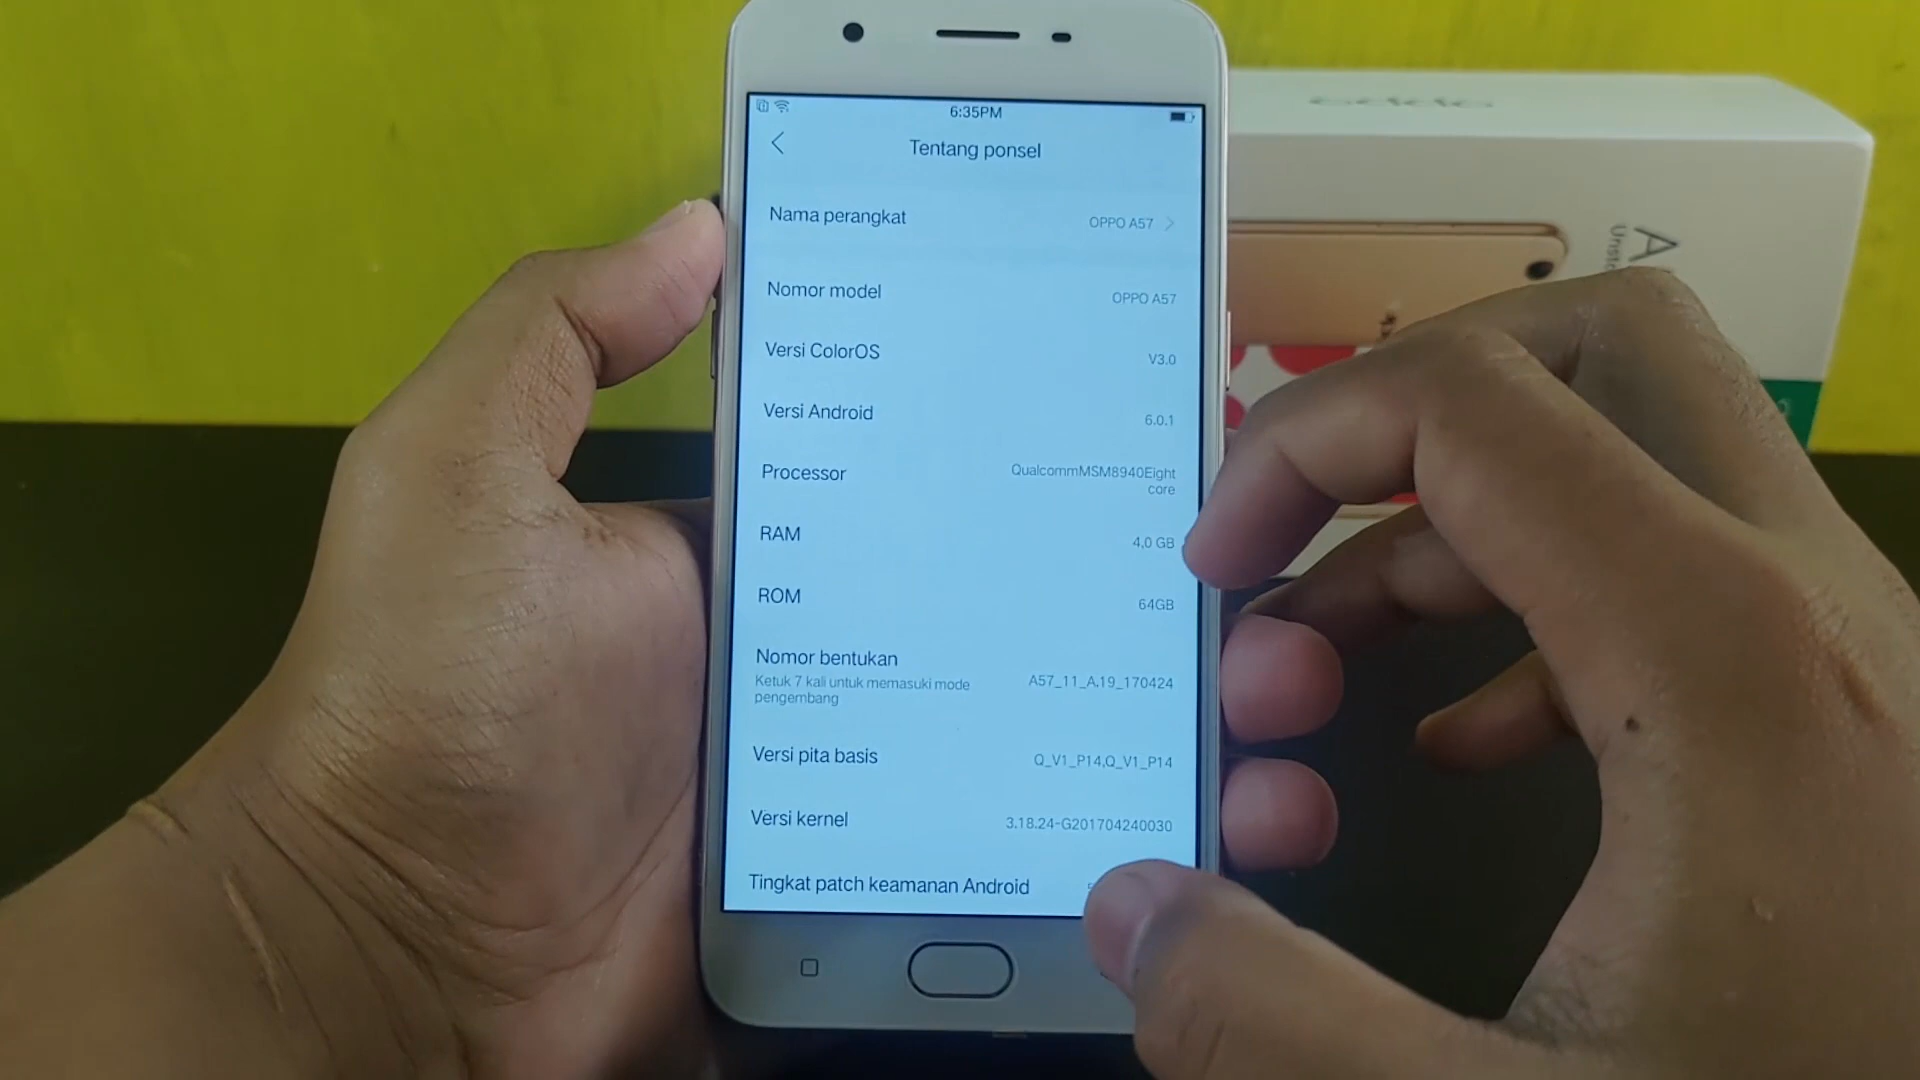 6:35PM
Tentang ponsel
Nama perangkat OPPO A57
Nomor model OPPO A57
Versi ColorOS V3.0
Versi Android 6.0.1
Processor QualcommMSM8940Eight
core
RAM 4,0 GB
ROM 64GB
Nomor bentukan A57_11_A.19_170424
Ketuk 7 kali untuk memasuki mode
pengembang
Versi pita basis Q_V1_P14,Q_V1_P14
Versi kernel 3.18.24-G201704240030
Tingkat patch keamanan Android
oppo